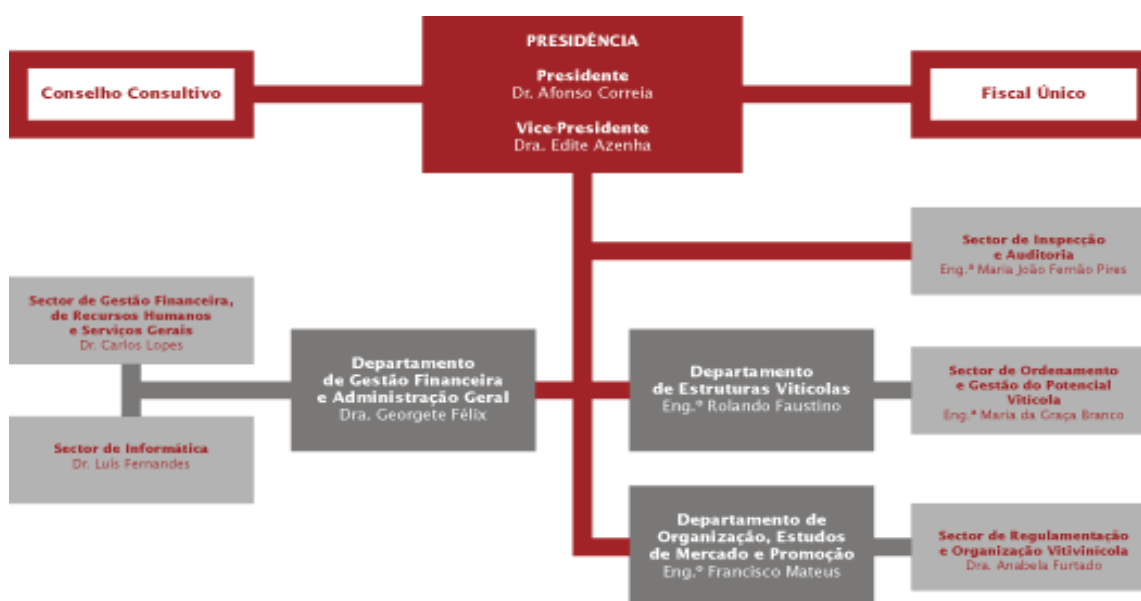 PRESIDÊNCIA
Presidente
Dr. Afonso Correia
Vice-Presidente
Dra. Edite Azenha
Conselho Consultivo
Fiscal Único
Sector de Inspecção
e Auditoria
Eng.ª Maria João Fernão Pires
Sector de Gestão Financeira,
de Recursos Humanos
e Serviços Gerais
Dr. Carlos Lopes
Departamento
de Gestão Financeira
e Administração Geral
Dra. Georgete Félix
Departamento
de Estruturas Vitícolas
Eng.º Rolando Faustino
Sector de Ordenamento
e Gestão do Potencial
Vitícola
Eng.ª Maria da Graça Branco
Sector de Informática
Dr. Luís Fernandes
Departamento de
Organização, Estudos
de Mercado e Promoção
Eng.º Francisco Mateus
Sector de Regulamentação
e Organização Vitivinícola
Dra. Anabela Furtado